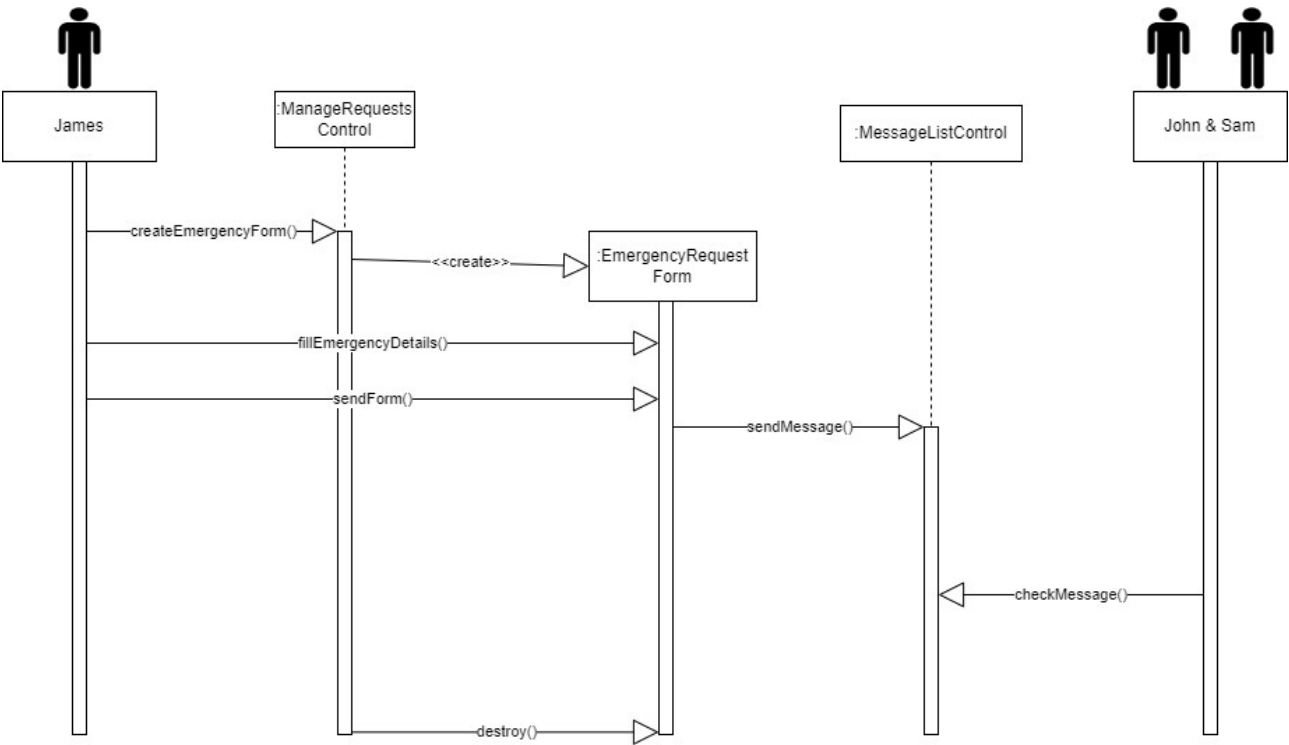 James
:ManageRequests
Control
:MessageListControl
John & Sam
createEmergencyForm()
<<create>>
:EmergencyRequest
Form
fillEmergencyDetails()
sendForm()
sendMessage()
checkMessage()
destroy()